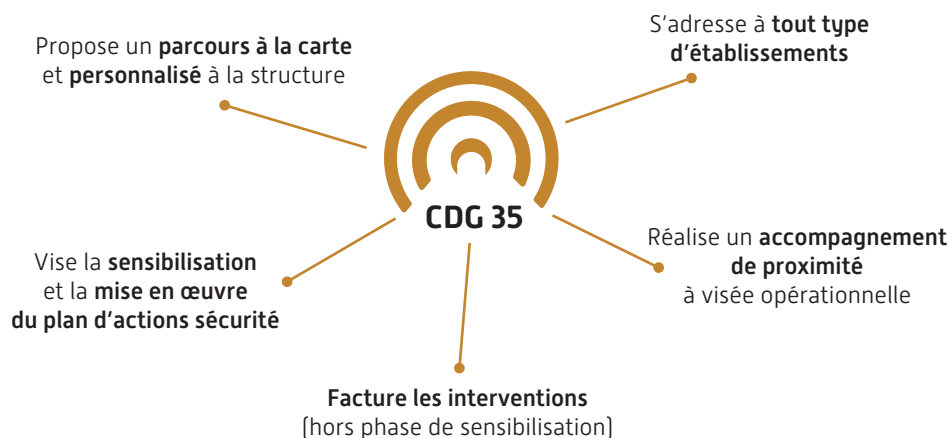 Propose un parcours à la carte
et personnalisé à la structure
S'adresse à tout type
d'établissements
CDG 35
Vise la sensibilisation
et la mise en œuvre
du plan d'actions sécurité
Réalise un accompagnement
de proximité
à visée opérationnelle
Facture les interventions
(hors phase de sensibilisation)